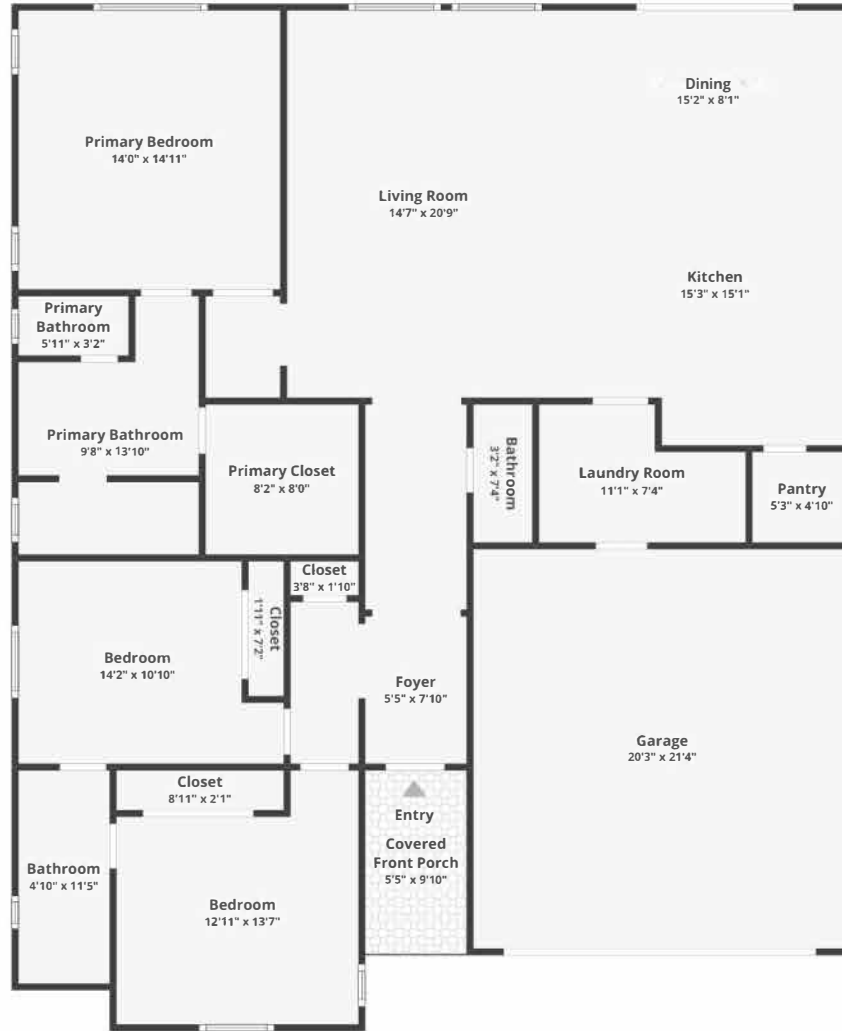 Dining
15'2" x 8'1"
Primary Bedroom
14'0" x 14'11"
Living Room
14'7" x 20'9"
Kitchen
15'3" x 15'1"
Primary
Bathroom
5'11" x 3'2"
Primary Bathroom
9'8" x 13'10"
Primary Closet
8'2" x 8'0"
Bathroom
3'2" x 7'4"
Laundry Room
11'1" x 7'4"
Pantry
5'3" x 4'10"
Closet
3'8" x 1'10"
Closet
1'11" x 7'2"
Bedroom
14'2" x 10'10"
Foyer
5'5" x 7'10"
Garage
20'3" x 21'4"
Closet
8'11" x 2'1"
Entry
Covered
Front Porch
5'5" x 9'10"
Bathroom
4'10" x 11'5"
Bedroom
12'11" x 13'7"